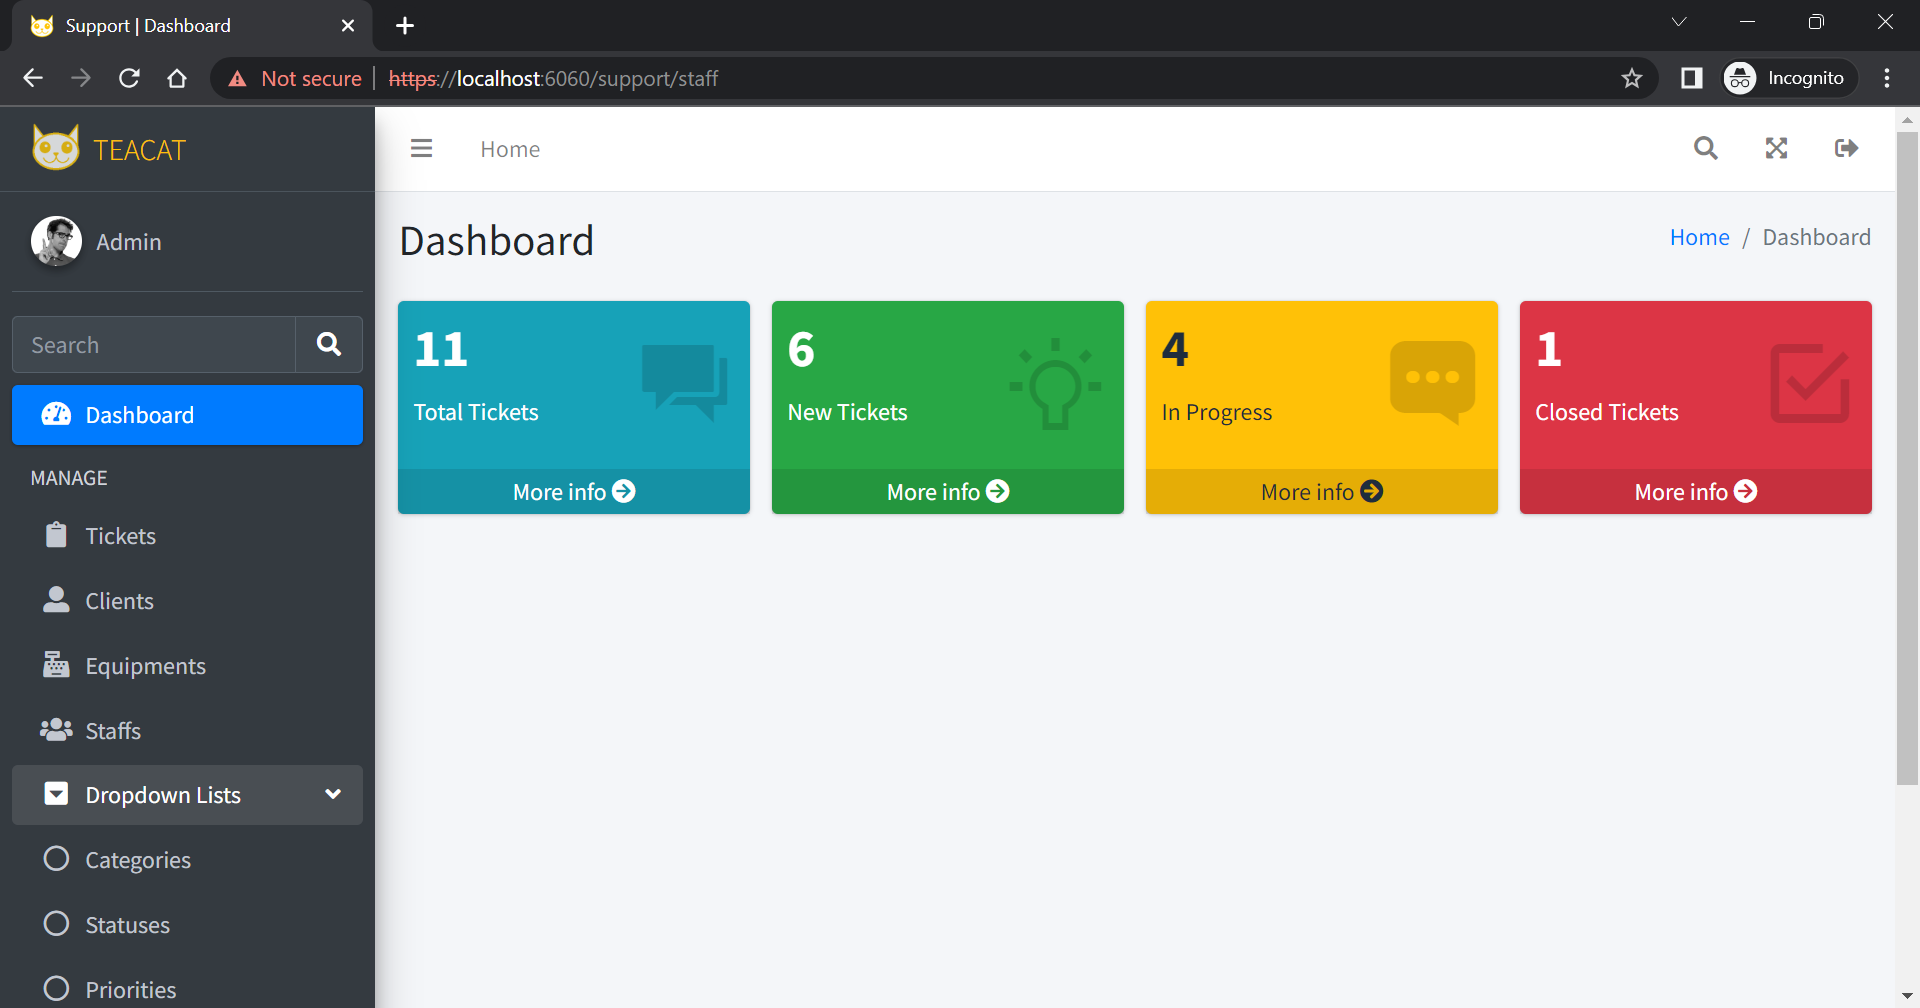 Support | Dashboard
Not secure
https://localhost:6060/support/staff
Incognito
TEACAT
Home
Admin
Dashboard
Home / Dashboard
Search
11
Total Tickets
More info
6
New Tickets
More info
4
In Progress
More info
1
Closed Tickets
More info
Dashboard
MANAGE
Tickets
Clients
Equipments
Staffs
Dropdown Lists
Categories
Statuses
Priorities